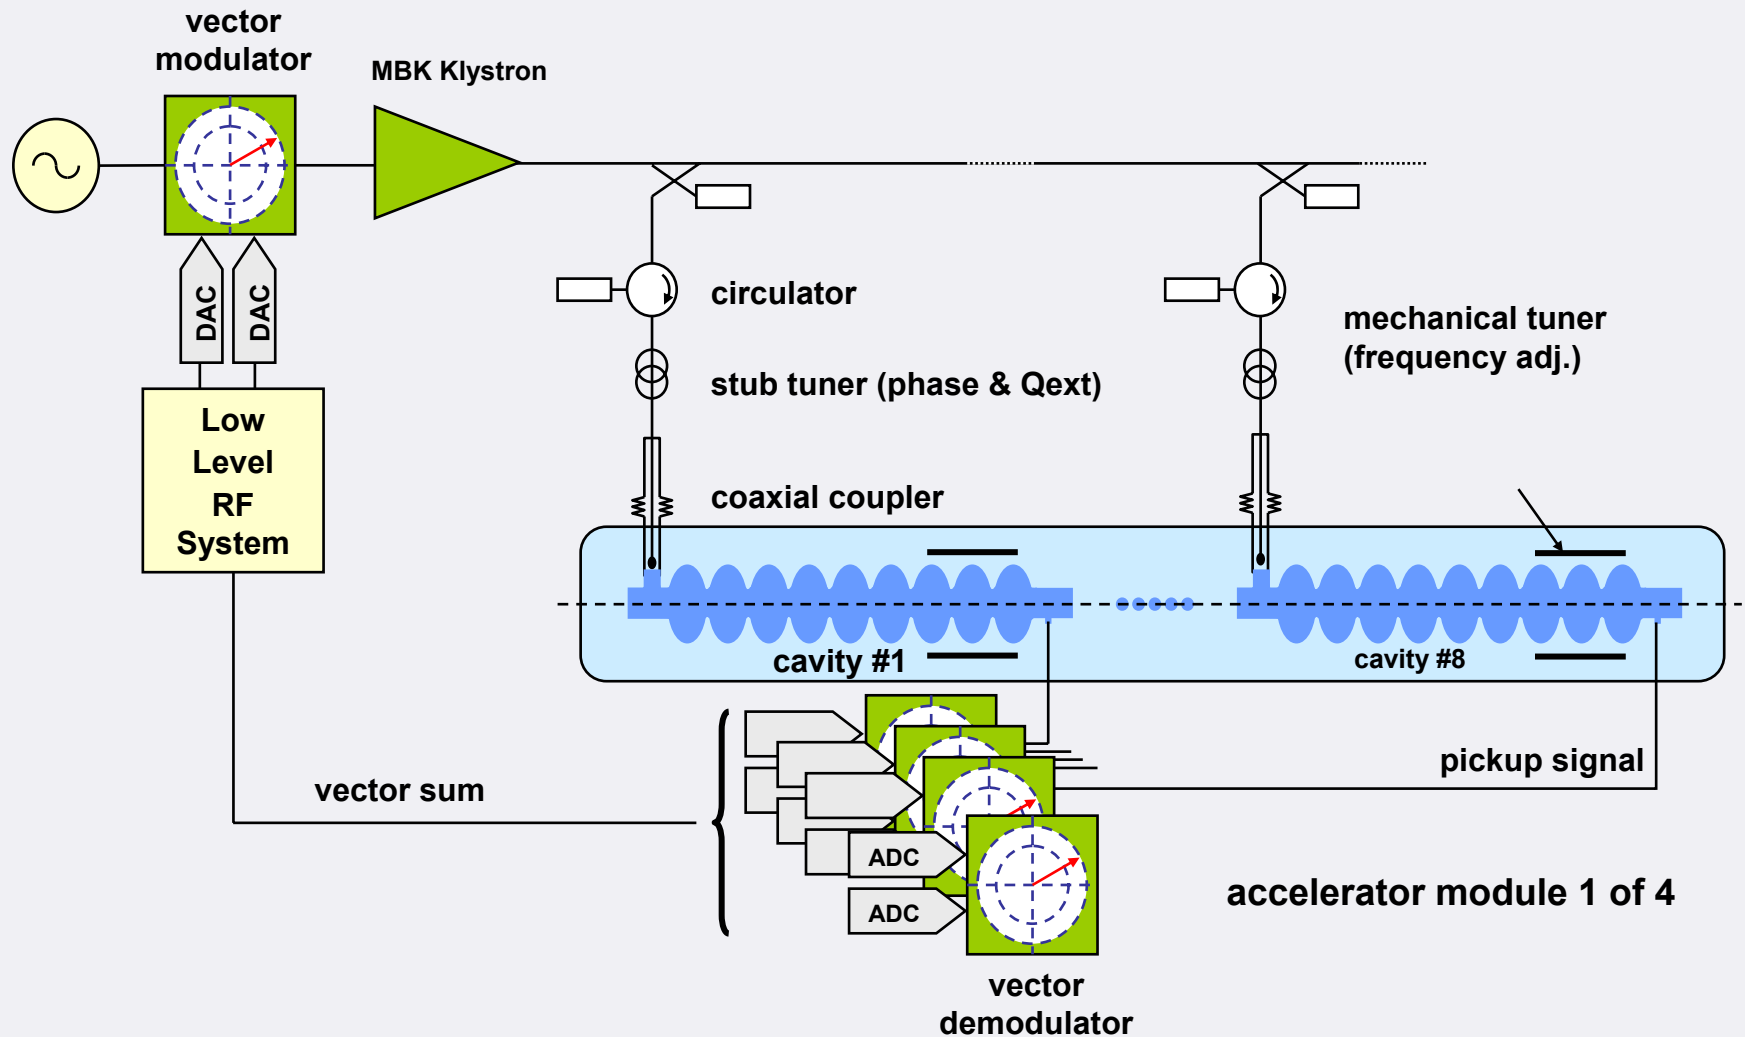 vector
modulator
MBK Klystron
DAC
DAC
circulator
mechanical tuner
(frequency adj.)
stub tuner (phase & Qext)
Low
Level
RF
System
coaxial coupler
cavity #1
cavity #8
pickup signal
vector sum
ADC
ADC
accelerator module 1 of 4
vector
demodulator